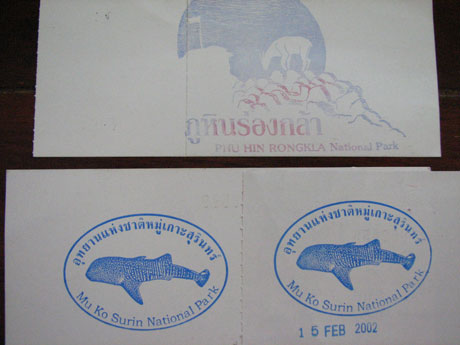 ภูหินร่องกล้า
PHU HIN RONGKLA National Park
อุทยานแห่งชาติหมู่เกาะสุรินทร์
Mu Ko Surin National Park
อุทยานแห่งชาติหมู่เกาะสุรินทร์
Mu Ko Surin National Park
15 FEB 2002